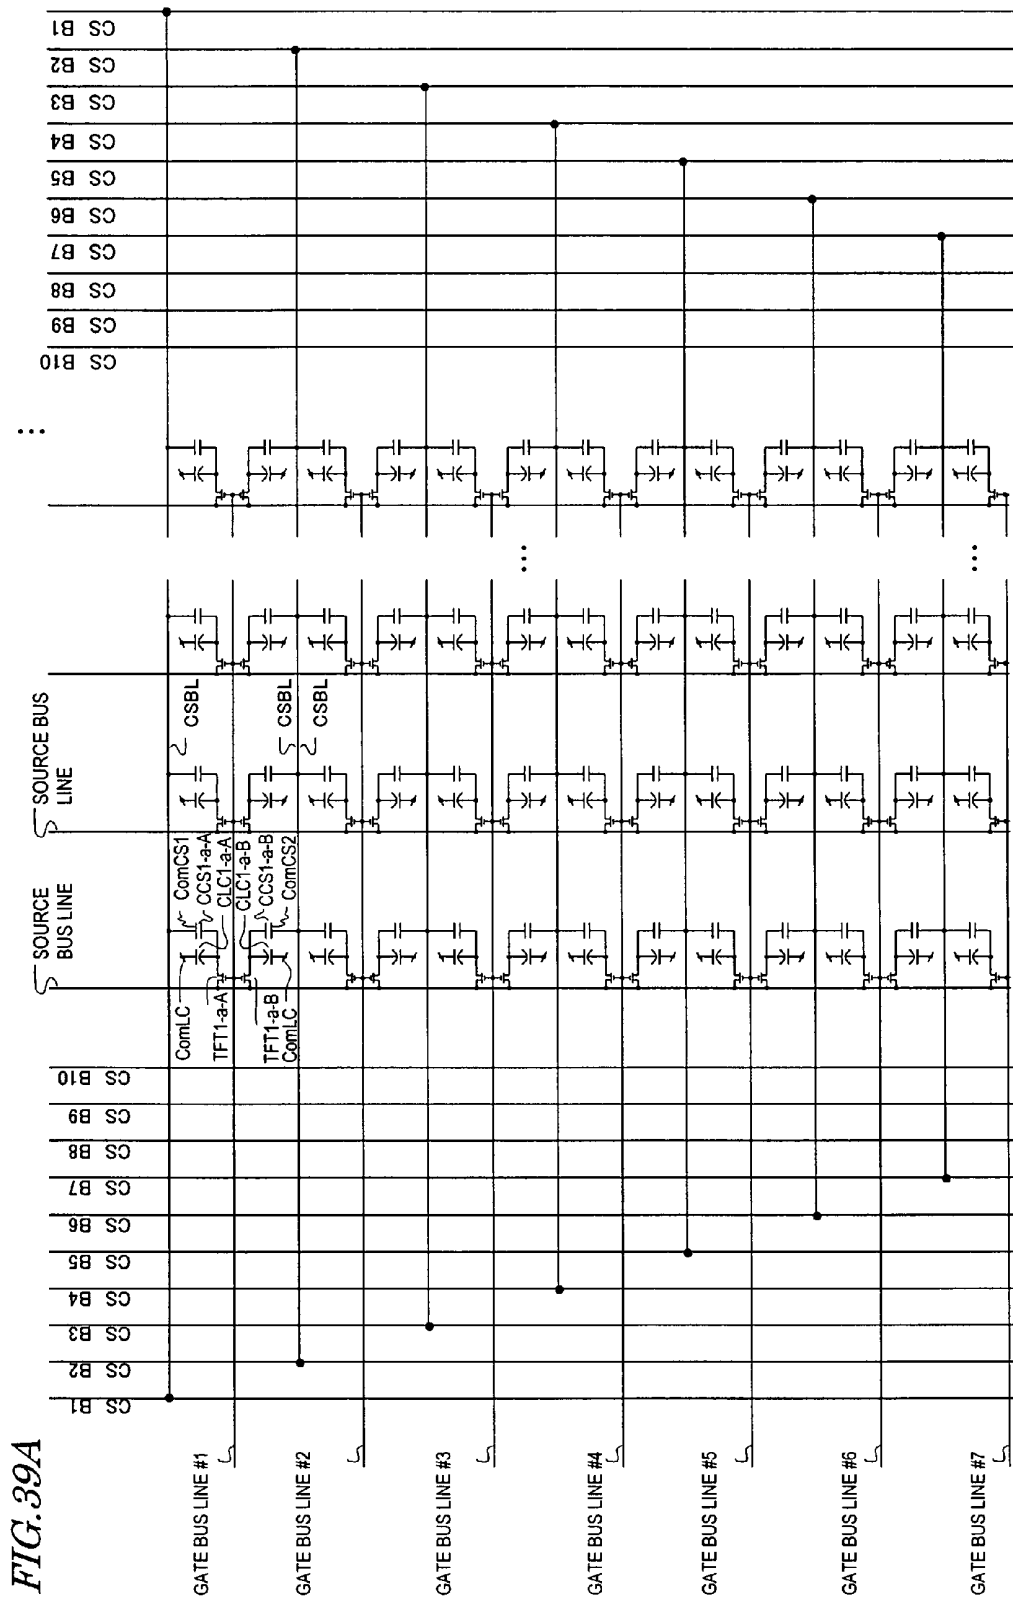 FIG.39A
CS B1
CS B2
CS B3
CS B4
CS B5
CS B6
CS B7
CS B8
CS B9
CS B10
...
SOURCE BUS
LINE
CSBL
CSBL
CSBL
...
...
SOURCE
BUS LINE
ComCS1
CCS1-a-A
CLC1-a-A
CLC1-a-B
CCS1-a-B
ComCS2
ComLC
TFT1-a-A
TFT1-a-B
ComLC
CS B10
CS B9
CS B8
CS B7
CS B6
CS B5
CS B4
CS B3
CS B2
CS B1
GATE BUS LINE #1
GATE BUS LINE #2
GATE BUS LINE #3
GATE BUS LINE #4
GATE BUS LINE #5
GATE BUS LINE #6
GATE BUS LINE #7